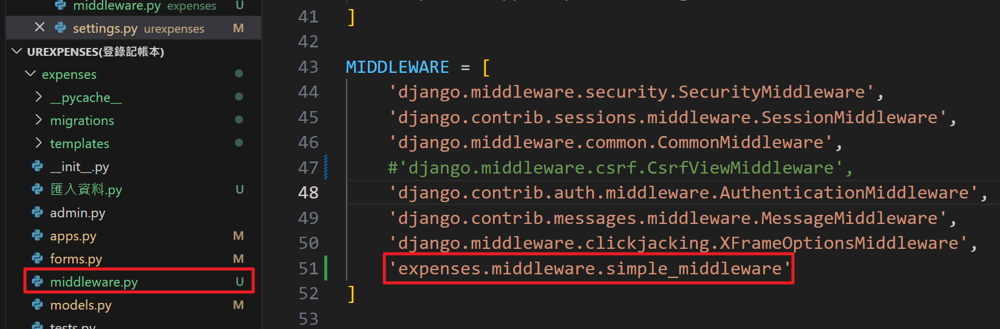 middleware.py expenses U
settings.py urexpenses M
UREXPENSES(登錄記帳本)
expenses
__pycache__
migrations
templates
__init__.py
匯入資料.py U
admin.py
apps.py M
forms.py M
middleware.py U
models.py M
tests.py
41 ]
42
43 MIDDLEWARE = [
44 'django.middleware.security.SecurityMiddleware',
45 'django.contrib.sessions.middleware.SessionMiddleware',
46 'django.middleware.common.CommonMiddleware',
47 #'django.middleware.csrf.CsrfViewMiddleware',
48 'django.contrib.auth.middleware.AuthenticationMiddleware',
49 'django.contrib.messages.middleware.MessageMiddleware',
50 'django.middleware.clickjacking.XFrameOptionsMiddleware',
51 'expenses.middleware.simple_middleware'
52 ]
53